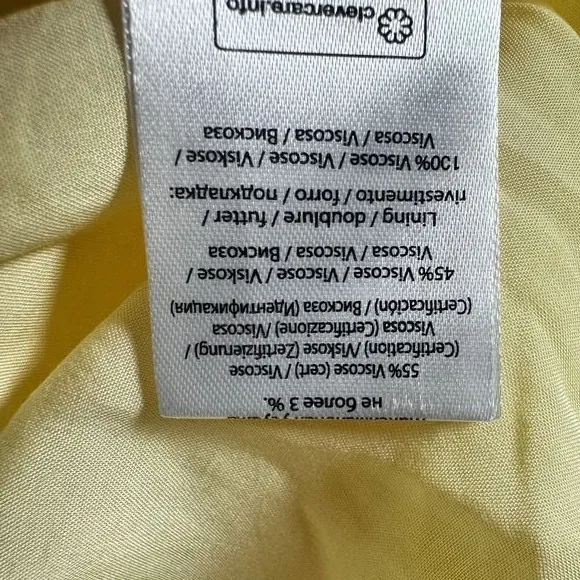 не более 3 %.
55% Viscose (cert) / Viscose
(Certification) /Viskose (Zertifizierung) /
Viscosa (Certificazione) /Viscosa
(Certificación) / Вискоза (Идентификация)
45% Viscose / Viscose / Viskose /
Viscosa / Viscosa / Вискоза
Lining / doublure / futter /
rivestimento / forro / подкладка:
100% Viscose / Viscose / Viskose /
Viscosa / Viscosa / Вискоза
clevercare.info